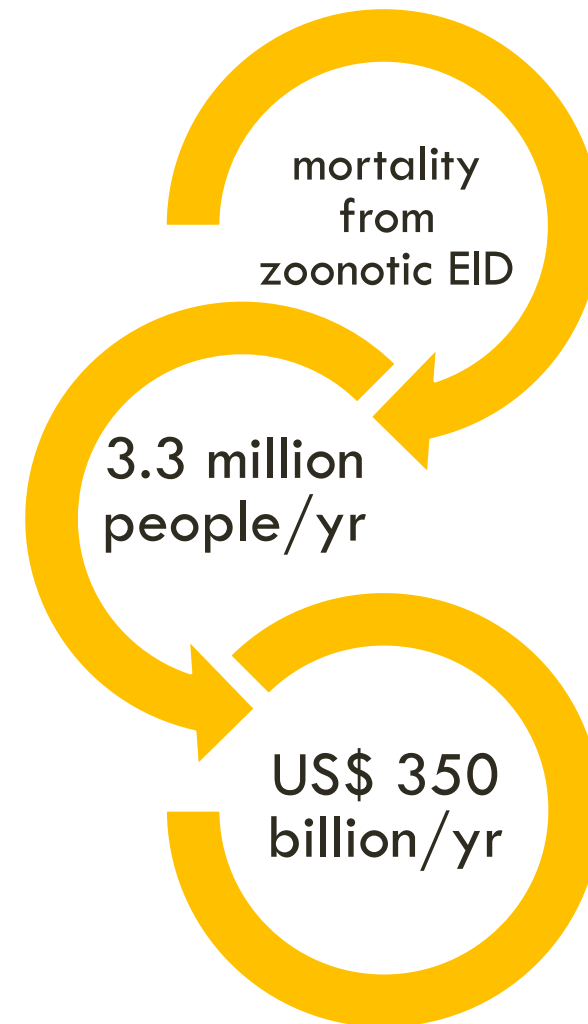 mortality
from
zoonotic EID
3.3 million
people/yr
US$ 350
billion/yr